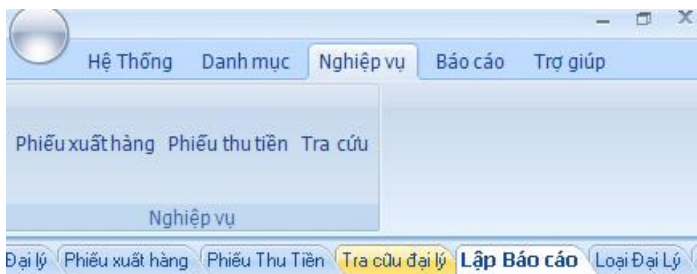 Hệ Thống Danh mục Nghiệp vụ Báo cáo Trợ giúp
Phiếu xuất hàng Phiếu thu tiền Tra cứu
Nghiệp vụ
Đại lý Phiếu xuất hàng Phiếu Thu Tiền Tra cứu đại lý Lập Báo cáo Loại Đại Lý